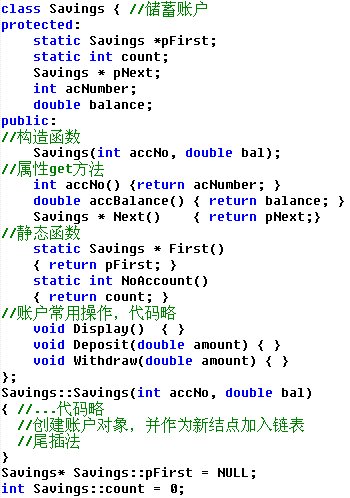 class Savings { //储蓄账户
protected:
    static Savings *pFirst;
    static int count;
    Savings * pNext;
    int acNumber;
    double balance;
public:
//构造函数
    Savings(int accNo, double bal);
//属性get方法
    int accNo() {return acNumber; }
    double accBalance() { return balance; }
    Savings * Next()    { return pNext;}
//静态函数
    static Savings * First()
    { return pFirst; }
    static int NoAccount()
    { return count; }
//账户常用操作，代码略
    void Display()  { }
    void Deposit(double amount) { }
    void Withdraw(double amount) { }
};
Savings::Savings(int accNo, double bal)
{ //...代码略
  //创建账户对象，并作为新结点加入链表
  //尾插法
}
Savings* Savings::pFirst = NULL;
int Savings::count = 0;